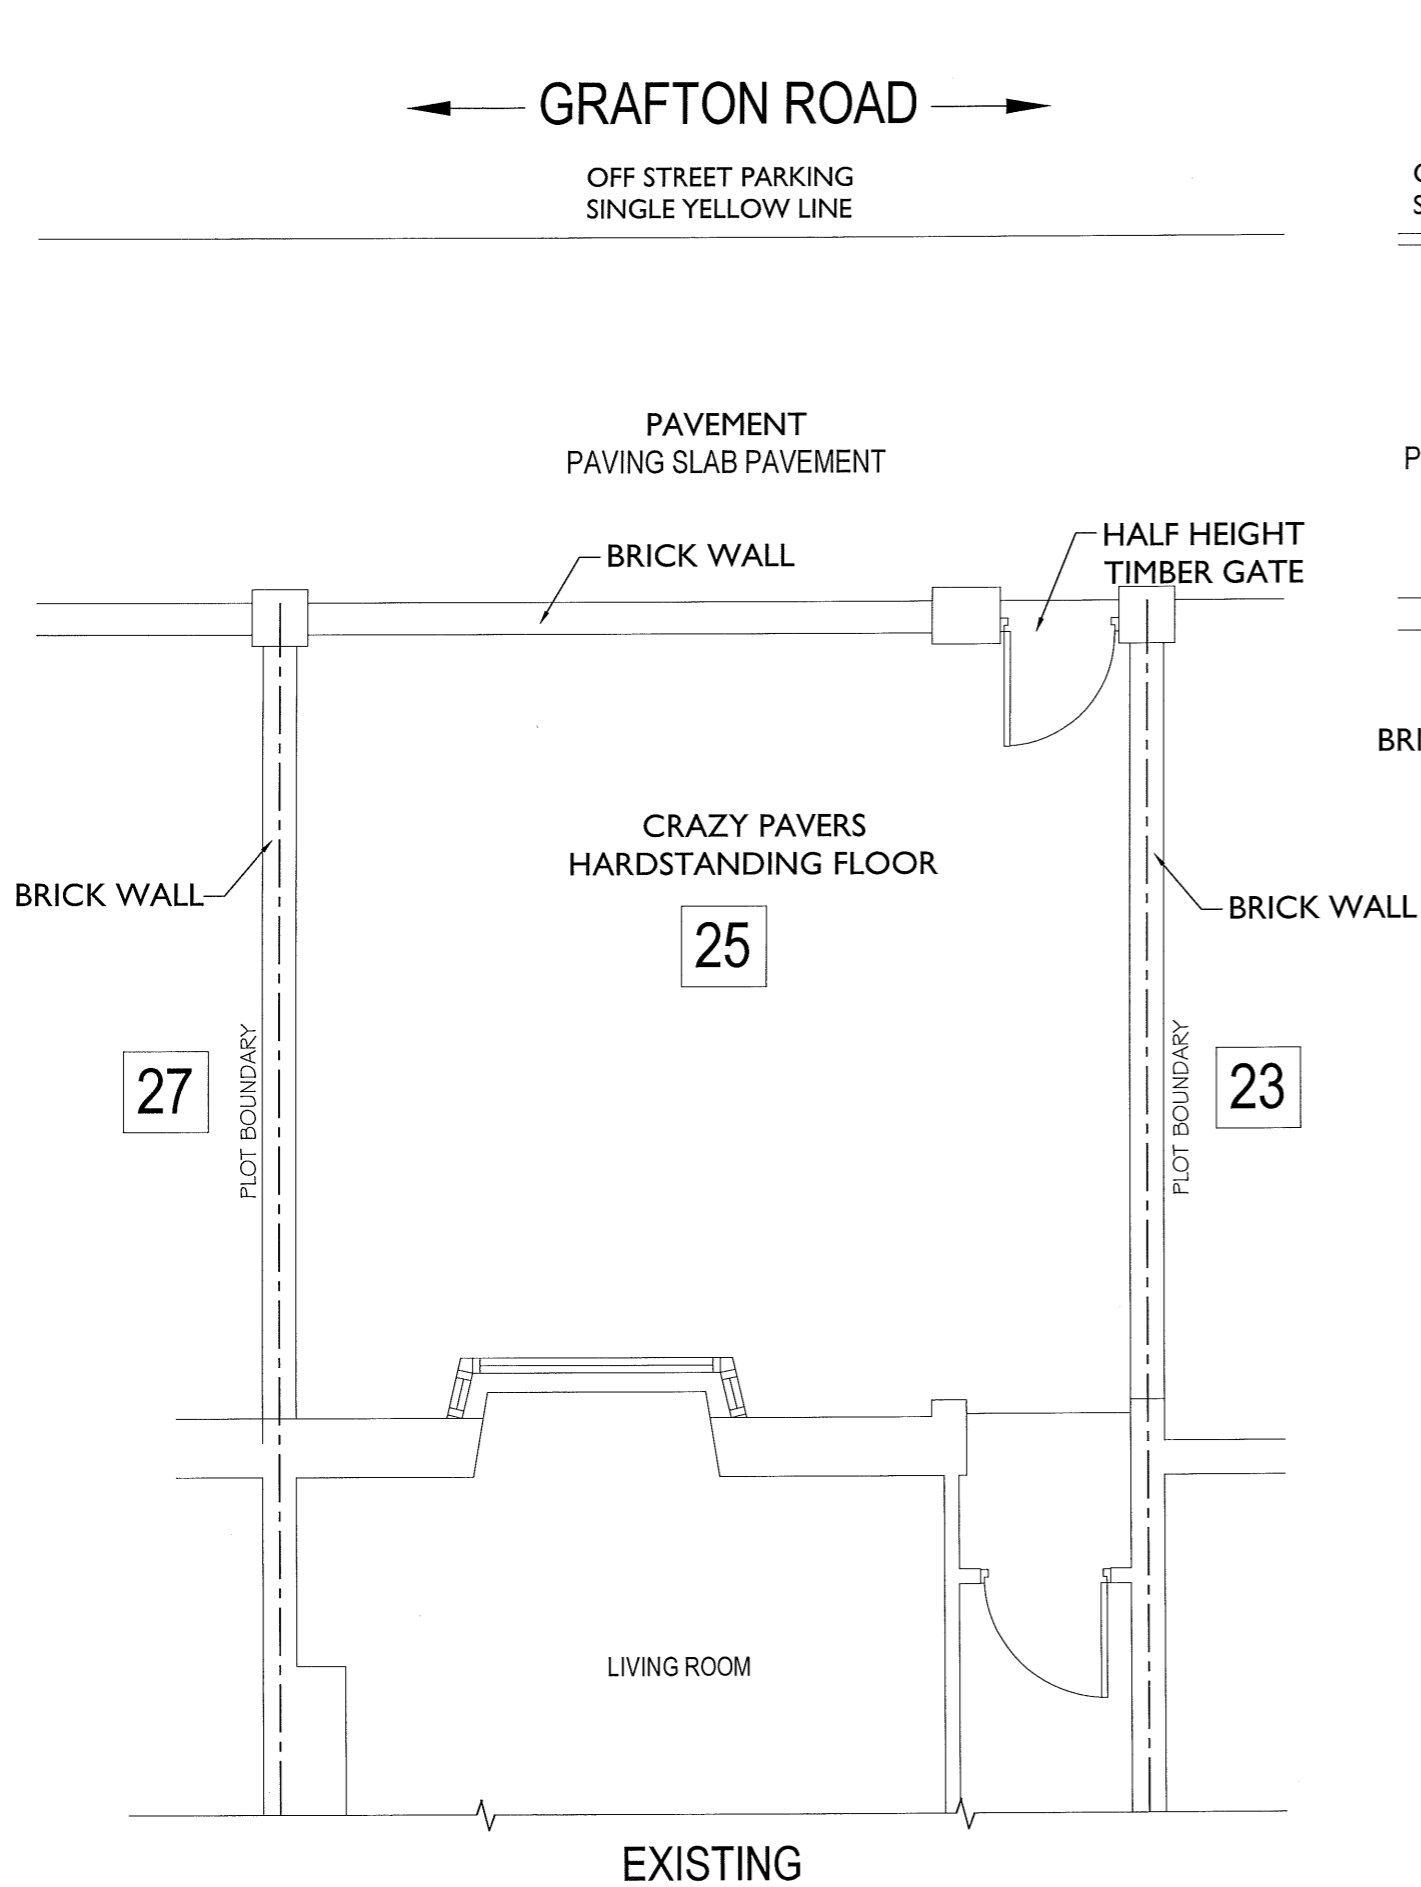 GRAFTON ROAD
OFF STREET PARKING
SINGLE YELLOW LINE
PAVEMENT
PAVING SLAB PAVEMENT
BRICK WALL
HALF HEIGHT
TIMBER GATE
CRAZY PAVERS
HARDSTANDING FLOOR
BRICK WALL
25
BRICK WALL
PLOT BOUNDARY
PLOT BOUNDARY
27
23
LIVING ROOM
EXISTING